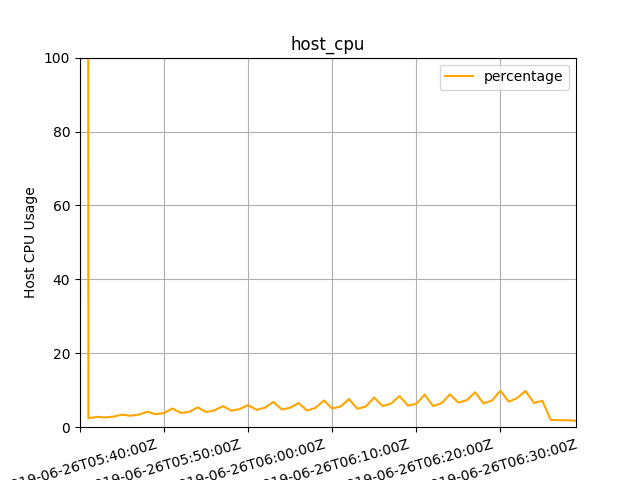 host_cpu
percentage
Host CPU Usage
100
80
60
40
20
0
019-06-26T05:40:00Z
019-06-26T05:50:00Z
019-06-26T06:00:00Z
019-06-26T06:10:00Z
019-06-26T06:20:00Z
019-06-26T06:30:00Z